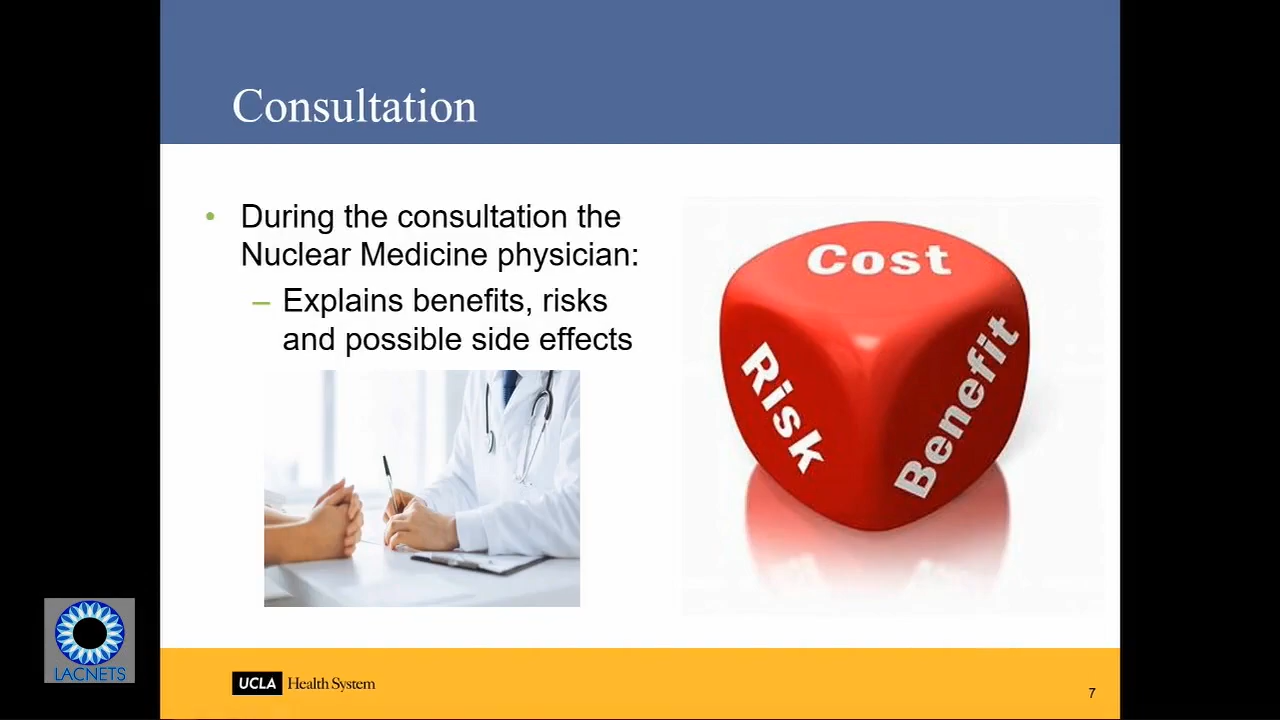 Consultation
• During the consultation the
Nuclear Medicine physician:
– Explains benefits, risks
and possible side effects
Cost
Risk
Benefit
LACNETS
UCLA Health System
7